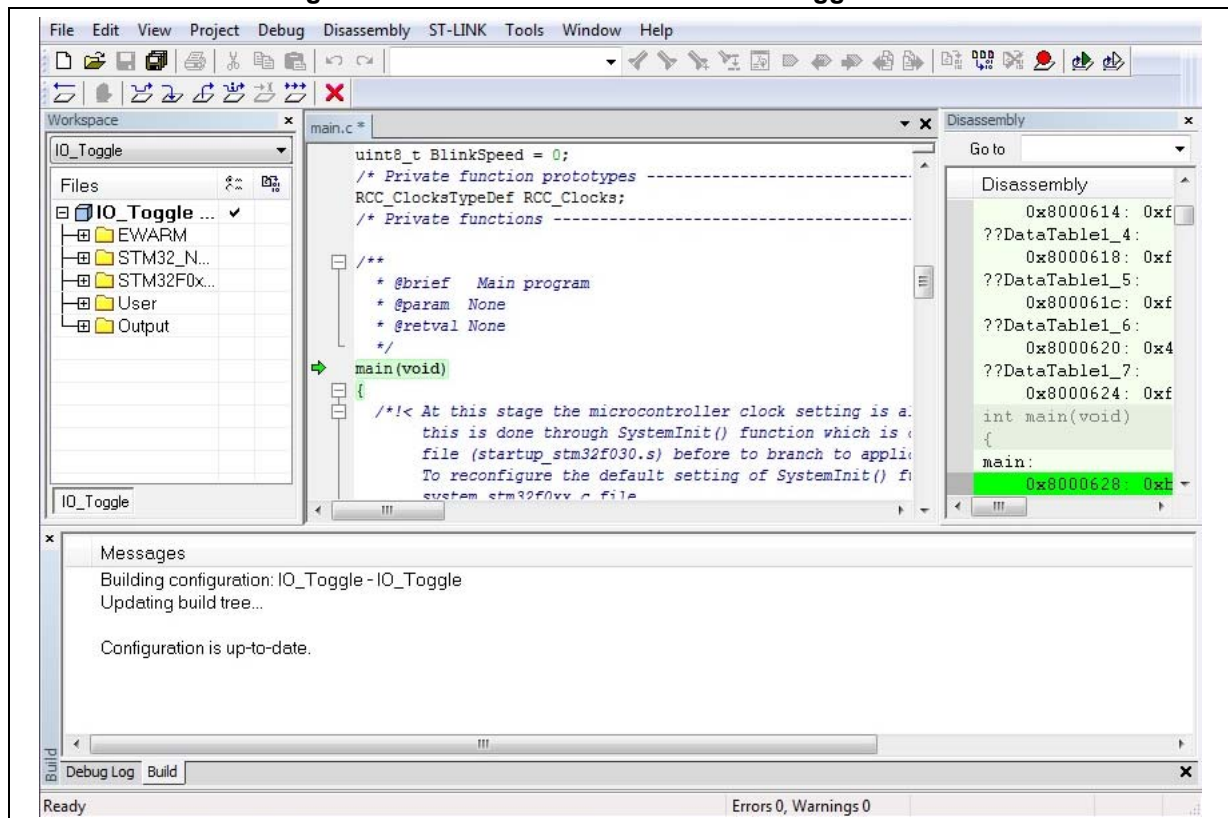 File Edit View Project Debug Disassembly ST-LINK Tools Window Help
Workspace
IO_Toggle
Files
IO_Toggle ...
EWARM
STM32_N...
STM32F0x...
User
Output
IO_Toggle
main.c *
uint8_t BlinkSpeed = 0;
/* Private function prototypes -----------------------------------
RCC_ClocksTypeDef RCC_Clocks;
/* Private functions ---------------------------------------------
/**
* @brief Main program
* @param None
* @retval None
*/
main(void)
{
/*!< At this stage the microcontroller clock setting is a
this is done through SystemInit() function which is
file (startup_stm32f030.s) before to branch to appli
To reconfigure the default setting of SystemInit() f
system_stm32f0xx.c file
Disassembly
Go to
Disassembly
0x8000614: 0xf
??DataTable1_4:
0x8000618: 0xf
??DataTable1_5:
0x800061c: 0xf
??DataTable1_6:
0x8000620: 0x4
??DataTable1_7:
0x8000624: 0xf
int main(void)
{
main:
0x8000628: 0xb
Messages
Building configuration: IO_Toggle - IO_Toggle
Updating build tree...
Configuration is up-to-date.
Build
Debug Log Build
Ready
Errors 0, Warnings 0